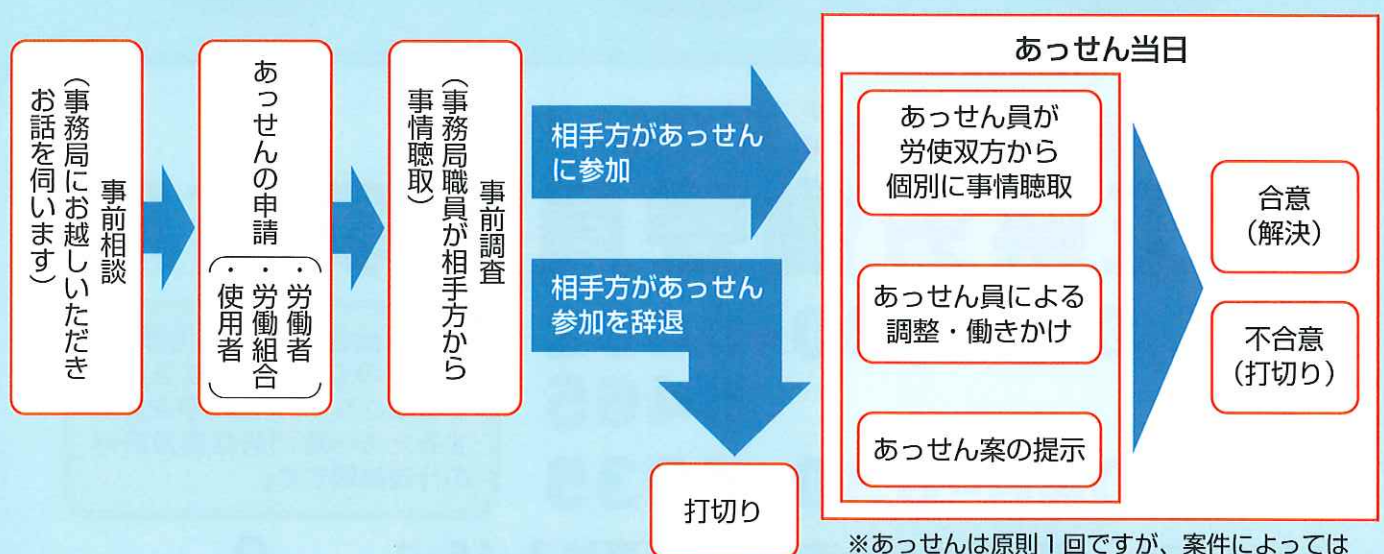 事前相談
（事務局にお越しいただき
お話を伺います）
あっせんの申請
・労働者
・労働組合
・使用者
事前調査
（事務局職員が相手方から
事情聴取）
相手方があっせん
に参加
相手方があっせん
参加を辞退
打切り
あっせん当日
あっせん員が
労使双方から
個別に事情聴取
あっせん員による
調整・働きかけ
あっせん案の提示
合意
（解決）
不合意
（打切り）
※あっせんは原則１回ですが、案件によっては